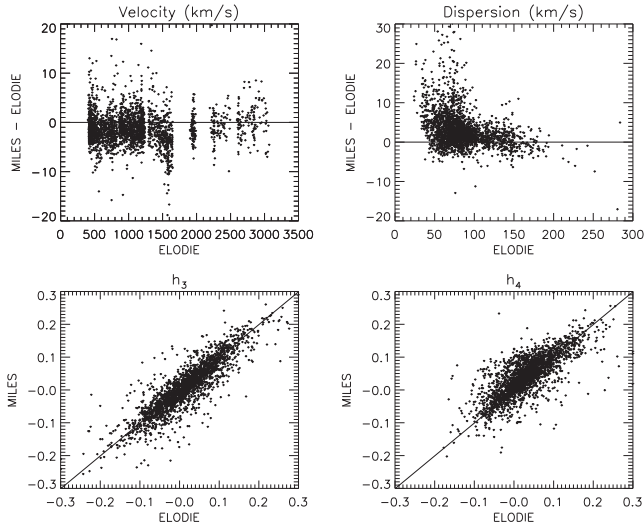 Velocity (km/s)
20
10
0
−10
−20
MILES − ELODIE
0 500 1000 1500 2000 2500 3000 3500
ELODIE
Dispersion (km/s)
30
20
10
0
−10
−20
MILES − ELODIE
0 50 100 150 200 250 300
ELODIE
h3
0.3
0.2
0.1
−0.0
−0.1
−0.2
−0.3
MILES
−0.3 −0.2 −0.1 −0.0 0.1 0.2 0.3
ELODIE
h4
0.3
0.2
0.1
−0.0
−0.1
−0.2
−0.3
MILES
−0.3 −0.2 −0.1 −0.0 0.1 0.2 0.3
ELODIE